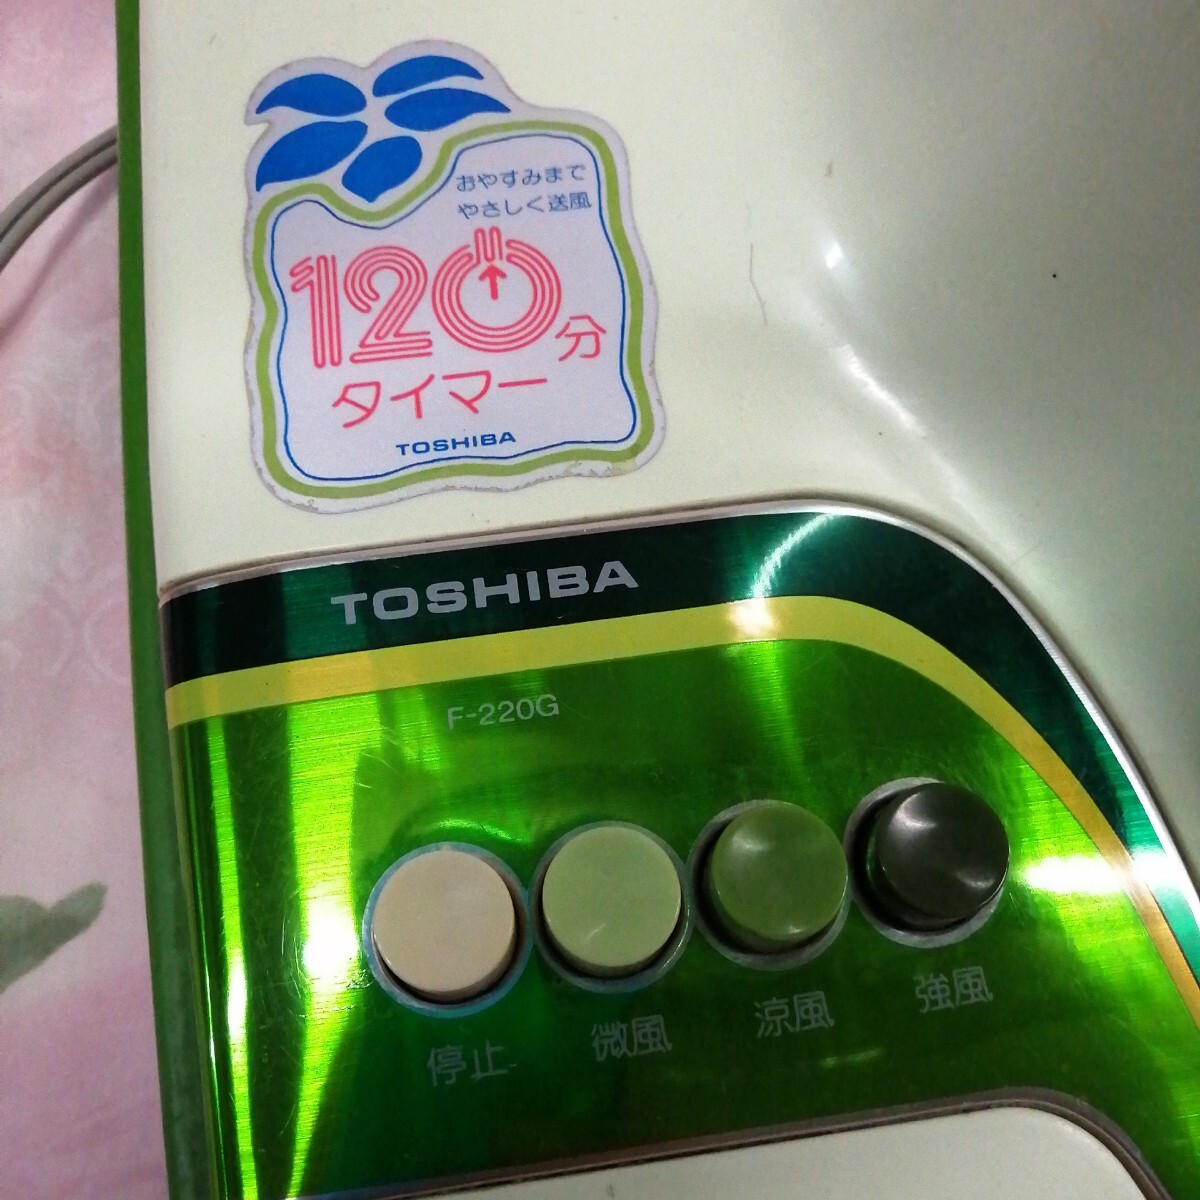 おやすみまで
やさしく送風
120分
タイマー
TOSHIBA
TOSHIBA
F-220G
停止 微風 涼風 強風